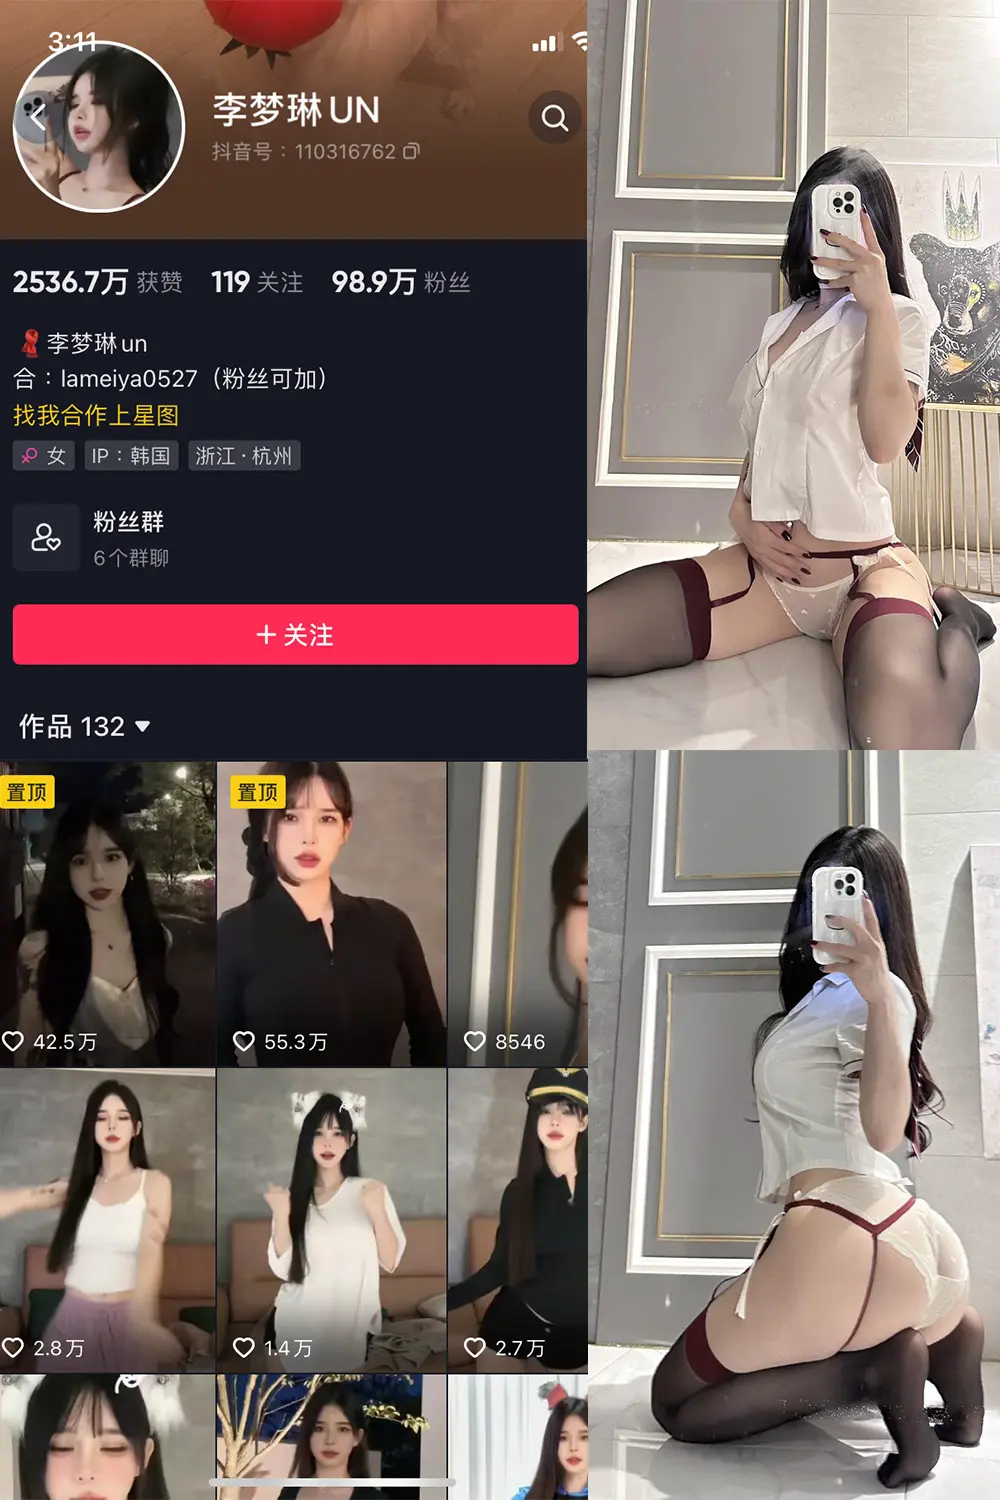 3:11
李梦琳UN
抖音号：110316762
2536.7万 获赞 119 关注 98.9万 粉丝
李梦琳un
合：lameiya0527（粉丝可加）
找我合作上星图
女 IP：韩国 浙江·杭州
粉丝群
6个群聊
＋关注
作品 132
置顶 置顶
42.5万 55.3万 8546
2.8万 1.4万 2.7万